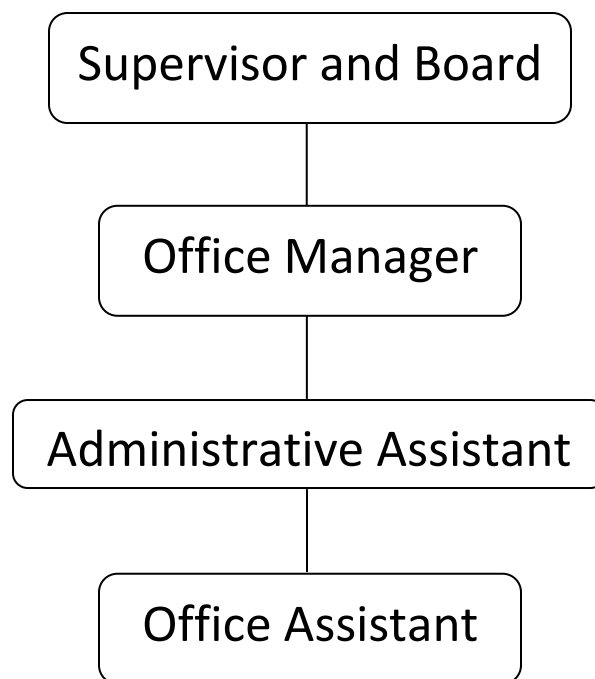 Supervisor and Board
Office Manager
Administrative Assistant
Office Assistant